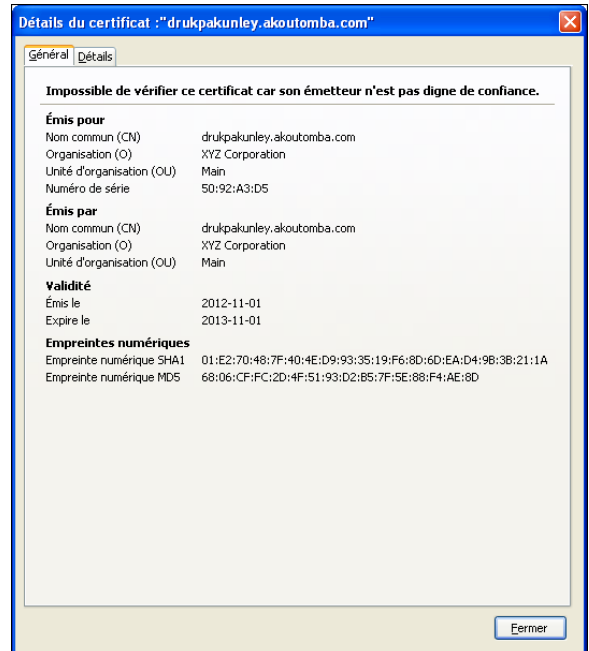 Détails du certificat :"drukpakunley.akoutomba.com"
Général Détails
Impossible de vérifier ce certificat car son émetteur n'est pas digne de confiance.
Émis pour
Nom commun (CN) drukpakunley.akoutomba.com
Organisation (O) XYZ Corporation
Unité d'organisation (OU) Main
Numéro de série 50:92:A3:D5
Émis par
Nom commun (CN) drukpakunley.akoutomba.com
Organisation (O) XYZ Corporation
Unité d'organisation (OU) Main
Validité
Émis le 2012-11-01
Expire le 2013-11-01
Empreintes numériques
Empreinte numérique SHA1 01:E2:70:48:7F:40:4E:D9:93:35:19:F6:8D:6D:EA:D4:9B:3B:21:1A
Empreinte numérique MD5 68:06:CF:FC:2D:4F:51:93:D2:B5:7F:5E:88:F4:AE:8D
Fermer